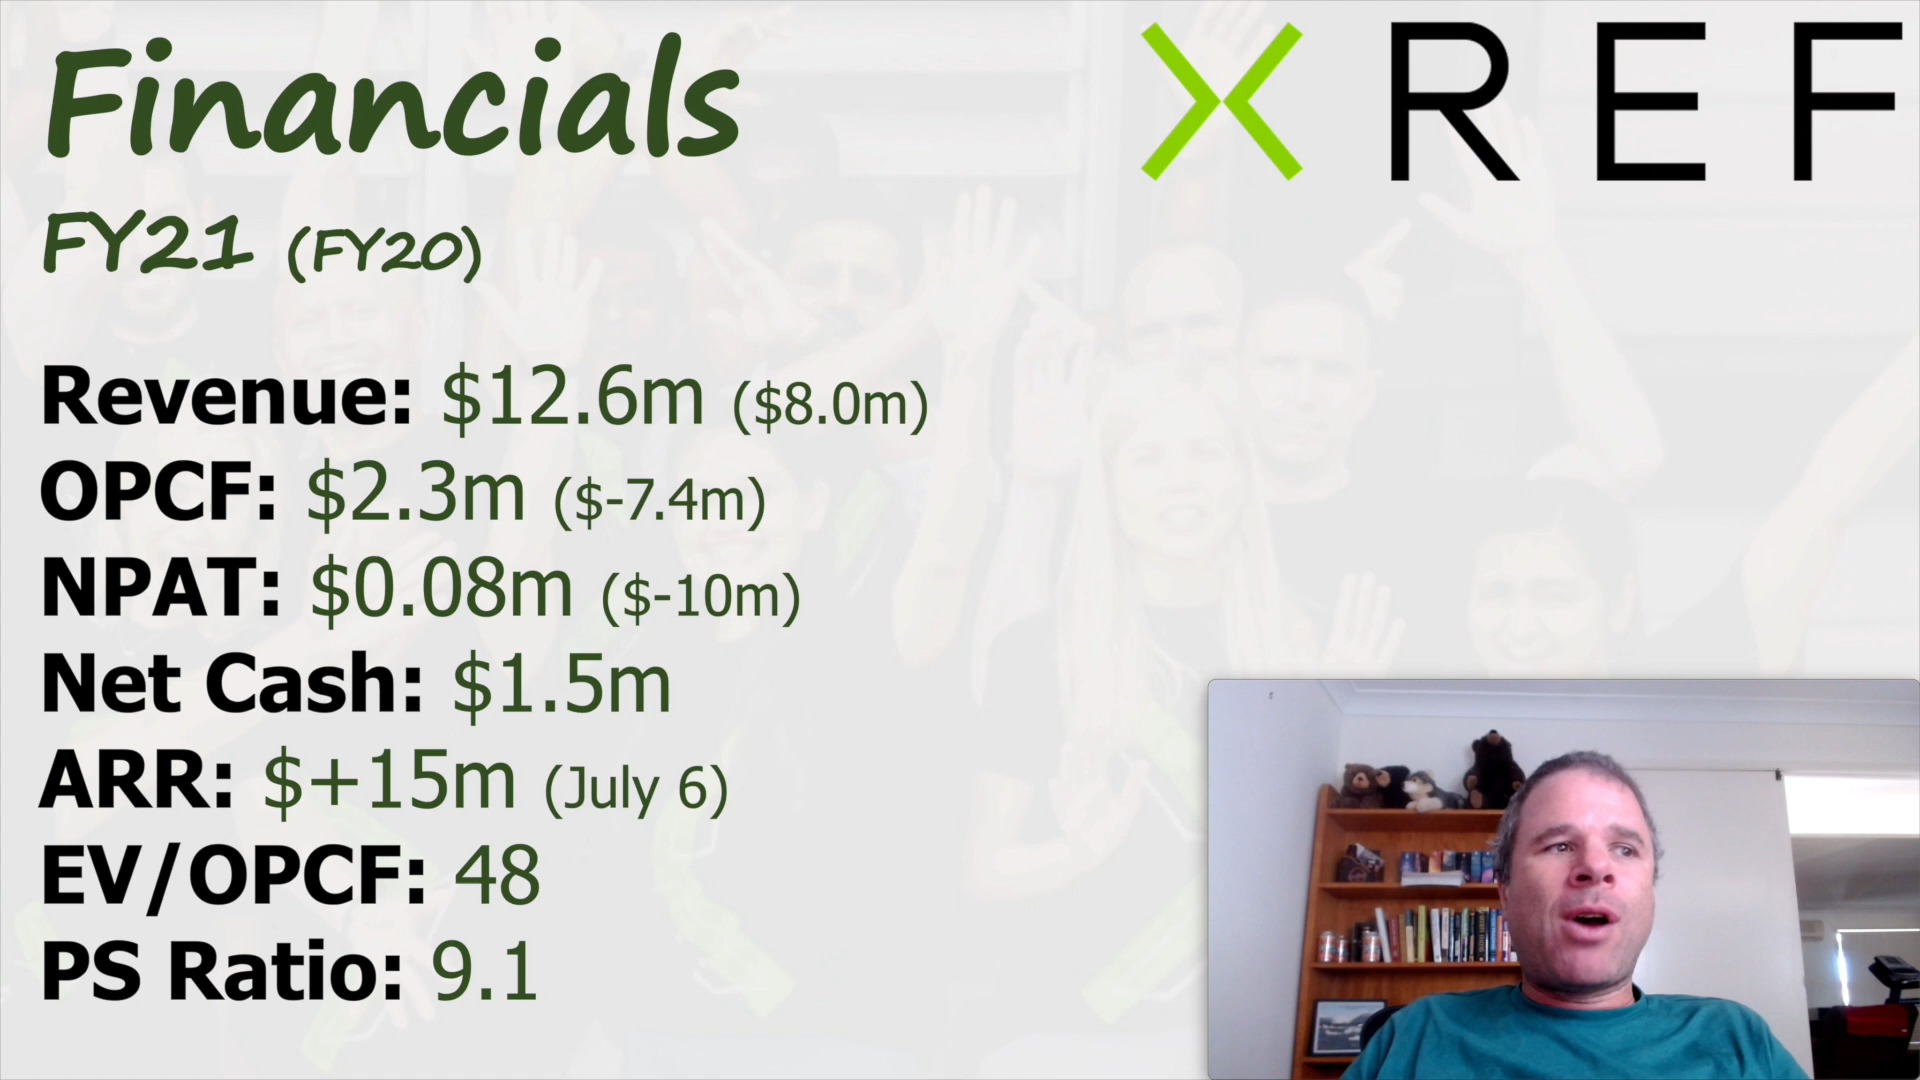 Financials
XREF
FY21 (FY20)
Revenue: $12.6m ($8.0m)
OPCF: $2.3m ($-7.4m)
NPAT: $0.08m ($-10m)
Net Cash: $1.5m
ARR: $+15m (July 6)
EV/OPCF: 48
PS Ratio: 9.1